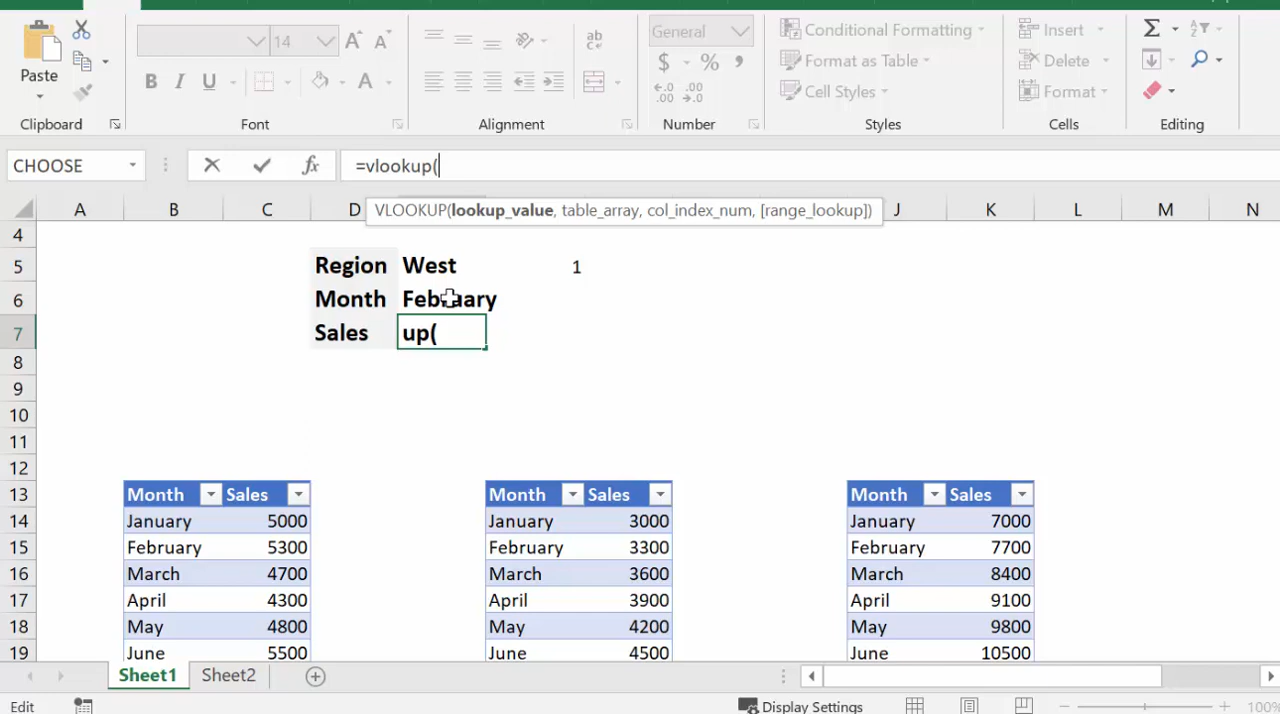 14 General Conditional Formatting Insert
Paste B I U $ % Format as Table Delete
Cell Styles Format
Clipboard Font Alignment Number Styles Cells Editing
CHOOSE fx =vlookup(
VLOOKUP(lookup_value, table_array, col_index_num, [range_lookup])
A B C D J K L M N
4
5 Region West 1
6 Month February
7 Sales up(
8
9
10
11
12
13 Month Sales Month Sales Month Sales
14 January 5000 January 3000 January 7000
15 February 5300 February 3300 February 7700
16 March 4700 March 3600 March 8400
17 April 4300 April 3900 April 9100
18 May 4800 May 4200 May 9800
19 June 5500 June 4500 June 10500
Sheet1 Sheet2
Edit Display Settings 100%